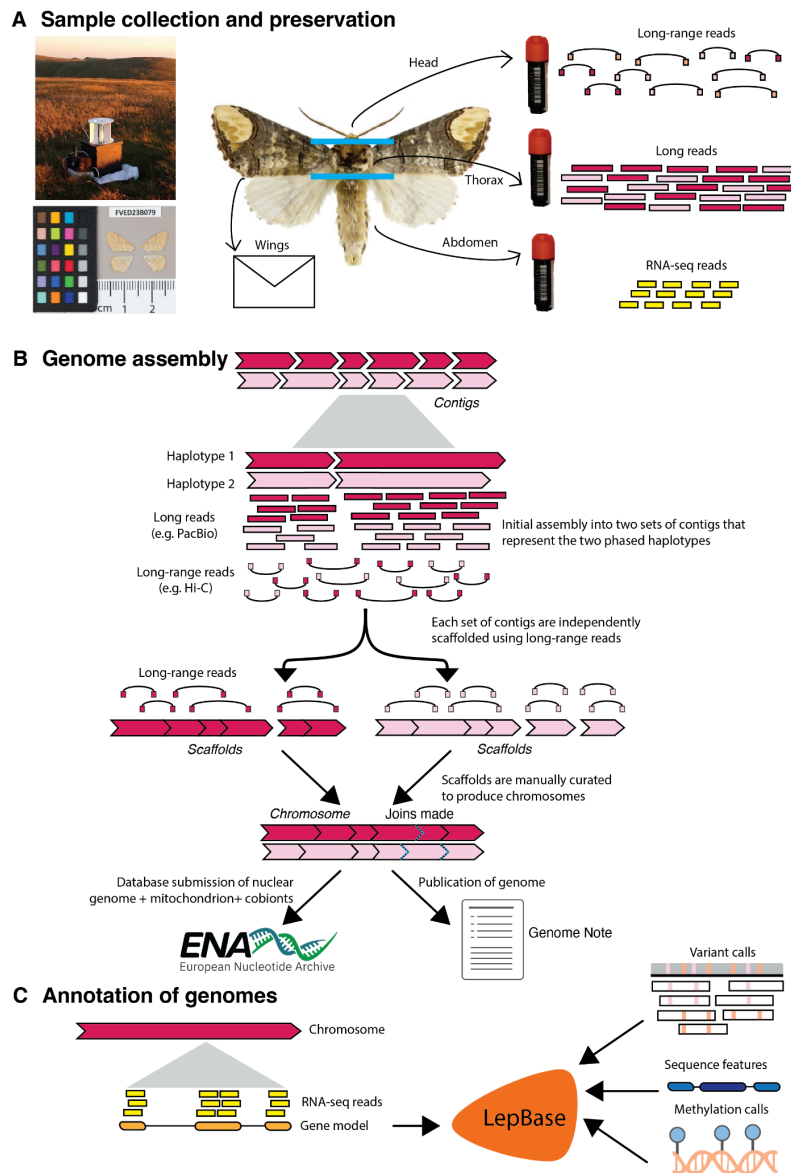 A Sample collection and preservation
Long-range reads
Head
Long reads
Thorax
FVED23B079
Wings
Abdomen
RNA-seq reads
cm 1 2
B Genome assembly
Contigs
Haplotype 1
Haplotype 2
Long reads
(e.g. PacBio)
Initial assembly into two sets of contigs that
represent the two phased haplotypes
Long-range reads
(e.g. Hi-C)
Each set of contigs are independently
scaffolded using long-range reads
Long-range reads
Scaffolds
Scaffolds
Scaffolds are manually curated
to produce chromosomes
Chromosome
Joins made
Database submission of nuclear
genome + mitochondrion+ cobionts
Publication of genome
ENA
European Nucleotide Archive
Genome Note
Variant calls
C Annotation of genomes
Chromosome
Sequence features
RNA-seq reads
Gene model
LepBase
Methylation calls